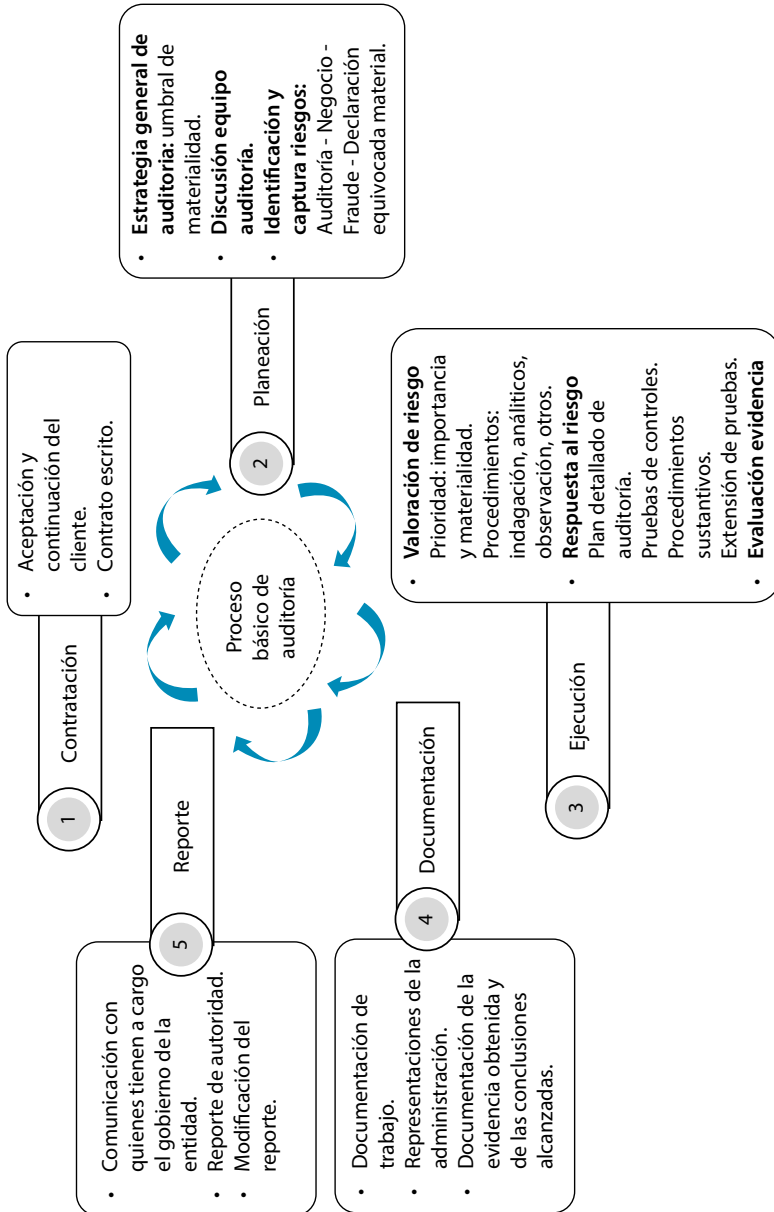 Proceso
básico de
auditoría
1
Contratación
• Aceptación y
continuación del
cliente.
• Contrato escrito.
2
Planeación
• Estrategia general de
auditoria: umbral de
materialidad.
• Discusión equipo
auditoría.
• Identificación y
captura riesgos:
Auditoría - Negocio -
Fraude - Declaración
equivocada material.
3
Ejecución
• Valoración de riesgo
Prioridad: importancia
y materialidad.
Procedimientos:
indagación, análiticos,
observación, otros.
• Respuesta al riesgo
Plan detallado de
auditoría.
Pruebas de controles.
Procedimientos
sustantivos.
Extensión de pruebas.
• Evaluación evidencia
4
Documentación
• Documentación de
trabajo.
• Representaciones de la
administración.
• Documentación de la
evidencia obtenida y
de las conclusiones
alcanzadas.
5
Reporte
• Comunicación con
quienes tienen a cargo
el gobierno de la
entidad.
• Reporte de autoridad.
• Modificación del
reporte.